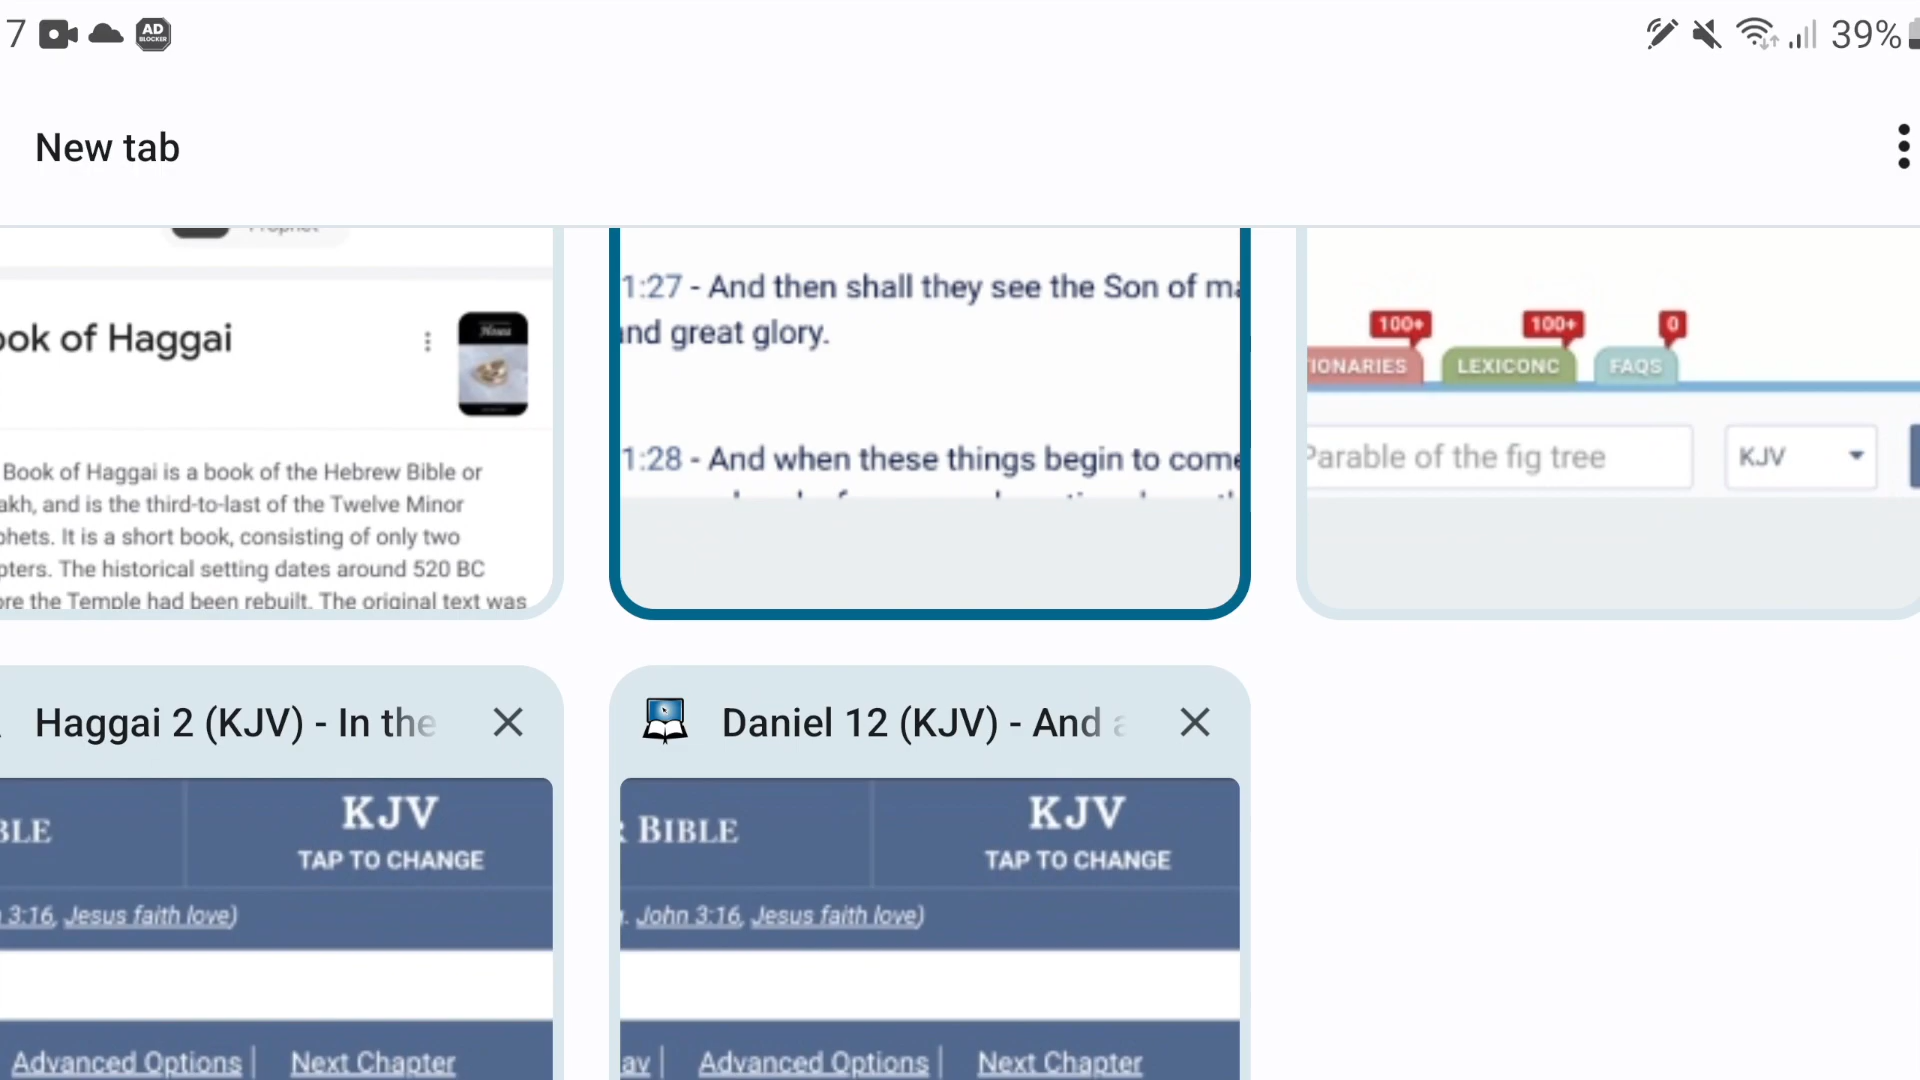 7 AD BLOCKER 39%
New tab
Prophet
ook of Haggai
Book of Haggai is a book of the Hebrew Bible or
akh, and is the third-to-last of the Twelve Minor
phets. It is a short book, consisting of only two
pters. The historical setting dates around 520 BC
ore the Temple had been rebuilt. The original text was
1:27 - And then shall they see the Son of ma
and great glory.
1:28 - And when these things begin to come
100+ 100+ 0
IONARIES LEXICONC FAQS
Parable of the fig tree KJV
Haggai 2 (KJV) - In the
BLE KJV
TAP TO CHANGE
3:16, Jesus faith love)
Advanced Options | Next Chapter
Daniel 12 (KJV) - And a
BIBLE KJV
TAP TO CHANGE
. John 3:16, Jesus faith love)
av | Advanced Options | Next Chapter